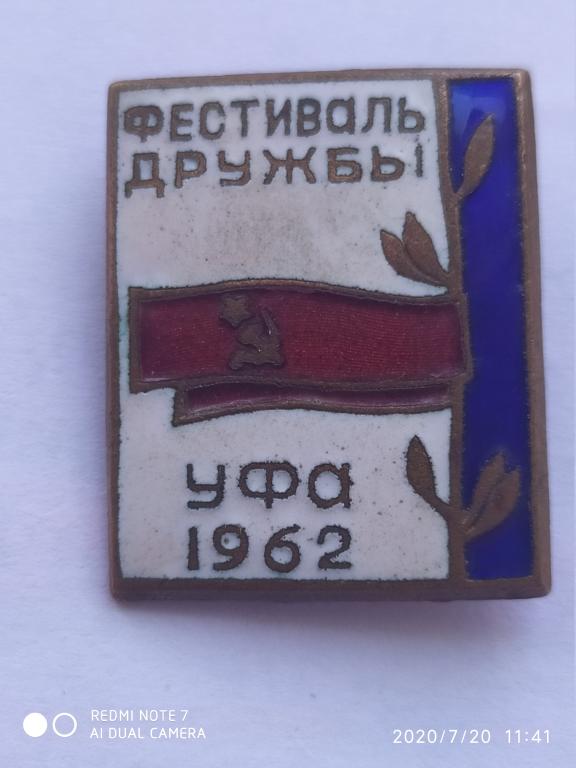 ФЕСТИВаЛЬ
ДРУЖБЫ
УФа
1962
REDMI NOTE 7
AI DUAL CAMERA
2020/7/20 11:41